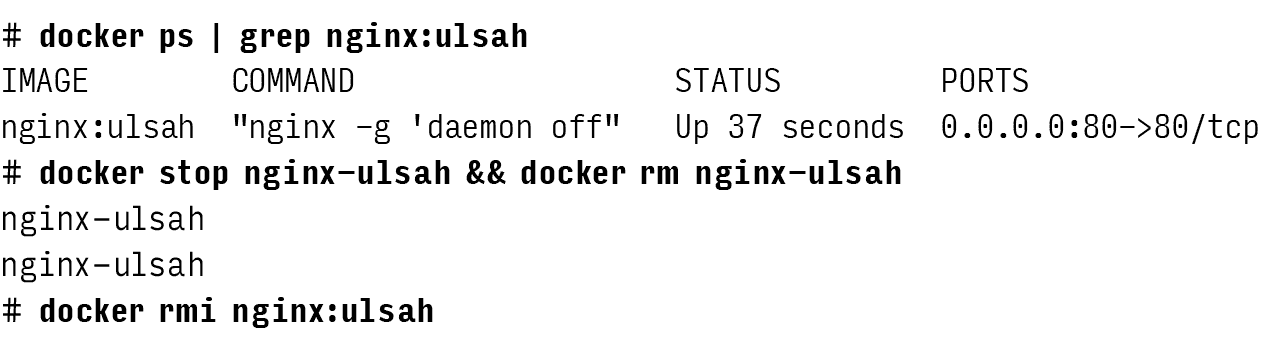 # docker ps | grep nginx:ulsah
IMAGE COMMAND STATUS PORTS
nginx:ulsah "nginx -g 'daemon off" Up 37 seconds 0.0.0.0:80->80/tcp
# docker stop nginx-ulsah && docker rm nginx-ulsah
nginx-ulsah
nginx-ulsah
# docker rmi nginx:ulsah